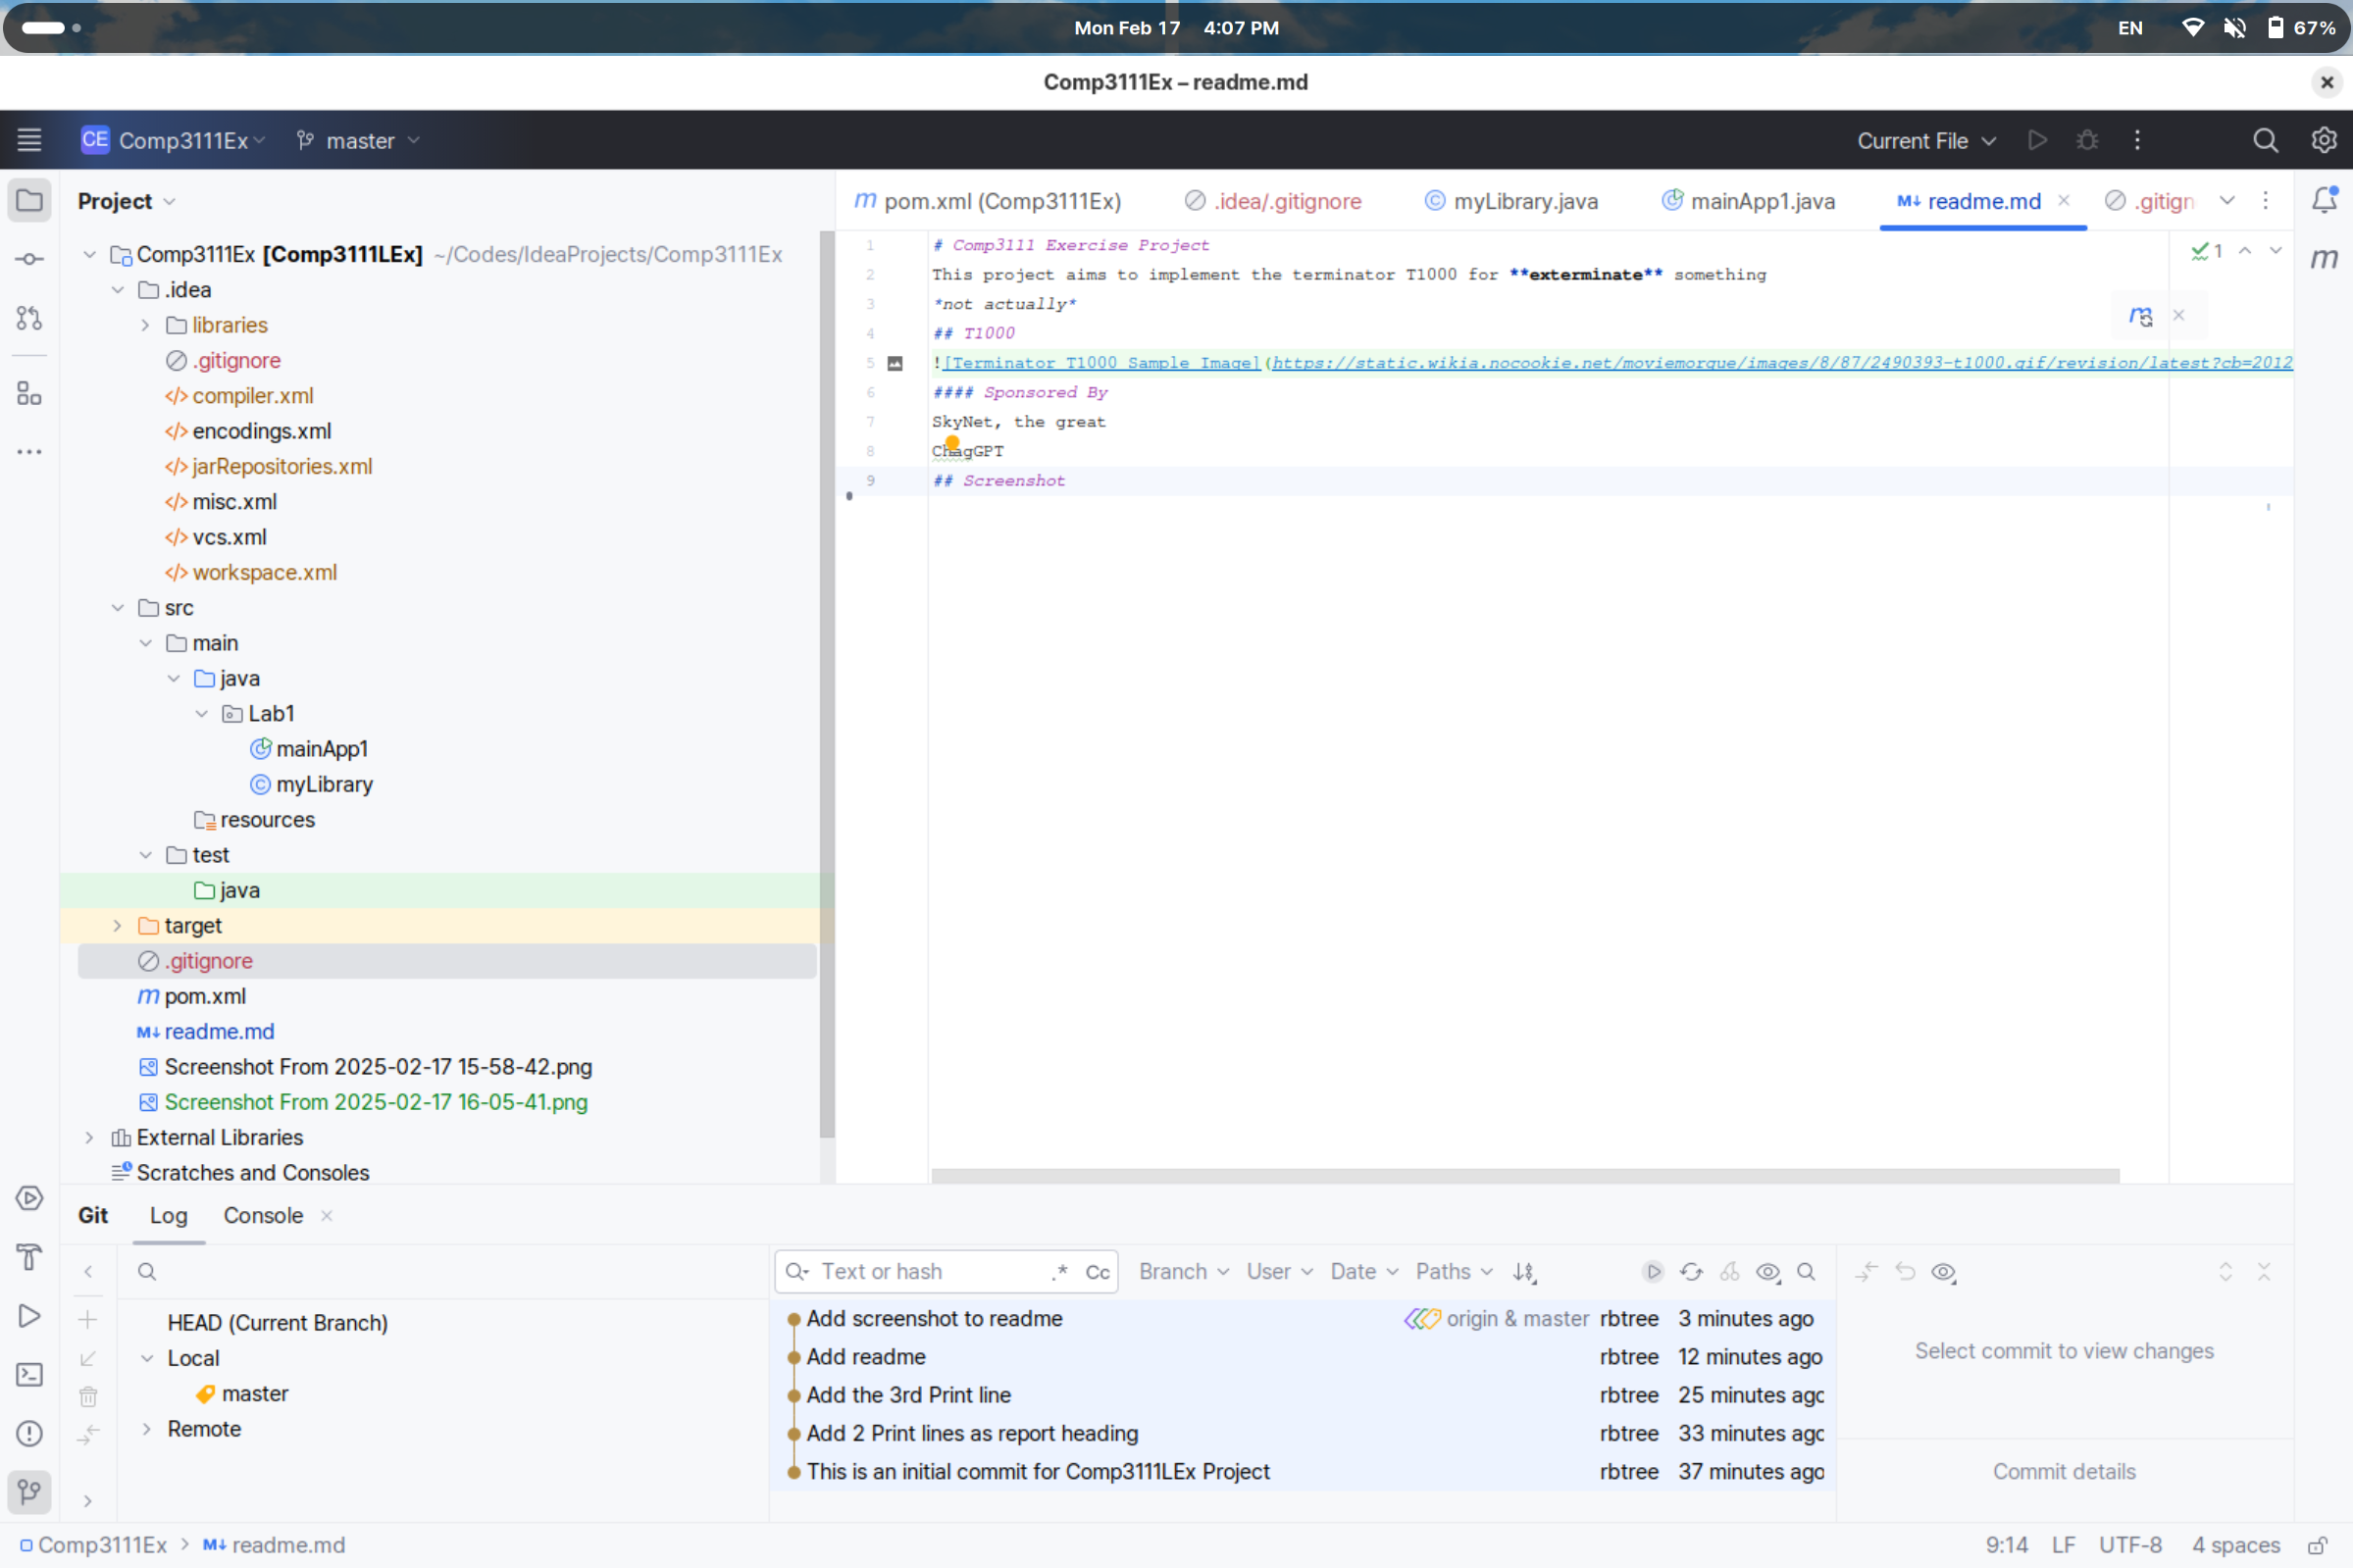 Mon Feb 17 4:07 PM
EN 67%
Comp3111Ex – readme.md
CE Comp3111Ex master
Current File
Project
pom.xml (Comp3111Ex) .idea/.gitignore myLibrary.java mainApp1.java M↓ readme.md .gitign
Comp3111Ex [Comp3111LEx] ~/Codes/IdeaProjects/Comp3111Ex
.idea
libraries
.gitignore
compiler.xml
encodings.xml
jarRepositories.xml
misc.xml
vcs.xml
workspace.xml
src
main
java
Lab1
mainApp1
myLibrary
resources
test
java
target
.gitignore
pom.xml
M↓ readme.md
Screenshot From 2025-02-17 15-58-42.png
Screenshot From 2025-02-17 16-05-41.png
External Libraries
Scratches and Consoles
1 # Comp3111 Exercise Project
2 This project aims to implement the terminator T1000 for **exterminate** something
3 *not actually*
4 ## T1000
5 ![Terminator T1000 Sample Image](https://static.wikia.nocookie.net/moviemorgue/images/8/87/2490393-t1000.gif/revision/latest?cb=2012
6 #### Sponsored By
7 SkyNet, the great
8 ChagGPT
9 ## Screenshot
1
Git Log Console
Text or hash .* Cc Branch User Date Paths
HEAD (Current Branch)
Local
master
Remote
Add screenshot to readme origin & master rbtree 3 minutes ago
Add readme rbtree 12 minutes ago
Add the 3rd Print line rbtree 25 minutes ago
Add 2 Print lines as report heading rbtree 33 minutes ago
This is an initial commit for Comp3111LEx Project rbtree 37 minutes ago
Select commit to view changes
Commit details
Comp3111Ex > M↓ readme.md
9:14 LF UTF-8 4 spaces